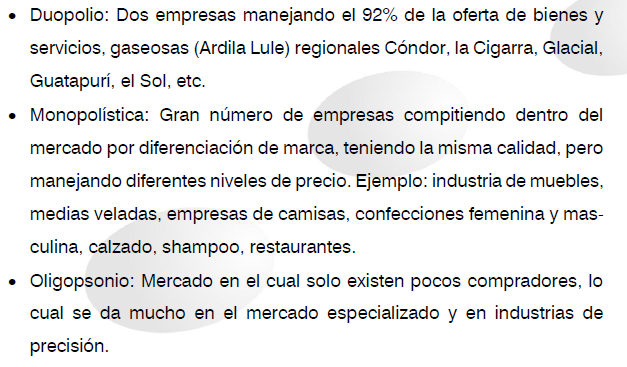 • Duopolio: Dos empresas manejando el 92% de la oferta de bienes y
servicios, gaseosas (Ardila Lule) regionales Cóndor, la Cigarra, Glacial,
Guatapurí, el Sol, etc.
• Monopolística: Gran número de empresas compitiendo dentro del
mercado por diferenciación de marca, teniendo la misma calidad, pero
manejando diferentes niveles de precio. Ejemplo: industria de muebles,
medias veladas, empresas de camisas, confecciones femenina y mas-
culina, calzado, shampoo, restaurantes.
• Oligopsonio: Mercado en el cual solo existen pocos compradores, lo
cual se da mucho en el mercado especializado y en industrias de
precisión.